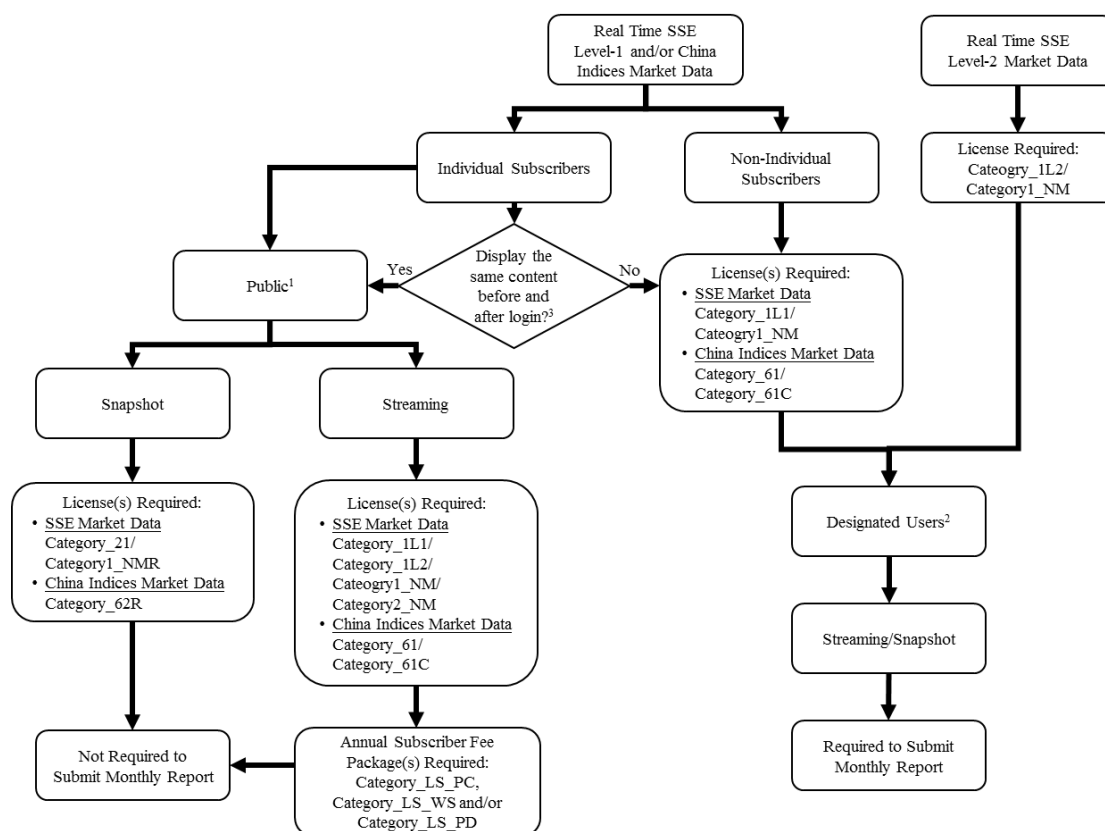 Real Time SSE
Level-1 and/or China
Indices Market Data
Real Time SSE
Level-2 Market Data
Individual Subscribers
Non-Individual
Subscribers
License Required:
Cateogry_1L2/
Category1_NM
Public1
Yes
Display the
same content
before and
after login?3
No
License(s) Required:
• SSE Market Data
Category_1L1/
Cateogry1_NM
• China Indices Market Data
Category_61/
Category_61C
Snapshot
Streaming
License(s) Required:
• SSE Market Data
Category_21/
Category1_NMR
• China Indices Market Data
Category_62R
License(s) Required:
• SSE Market Data
Category_1L1/
Category_1L2/
Cateogry1_NM/
Category2_NM
• China Indices Market Data
Category_61/
Category_61C
Designated Users2
Streaming/Snapshot
Not Required to
Submit Monthly Report
Annual Subscriber Fee
Package(s) Required:
Category_LS_PC,
Category_LS_WS and/or
Category_LS_PD
Required to Submit
Monthly Report